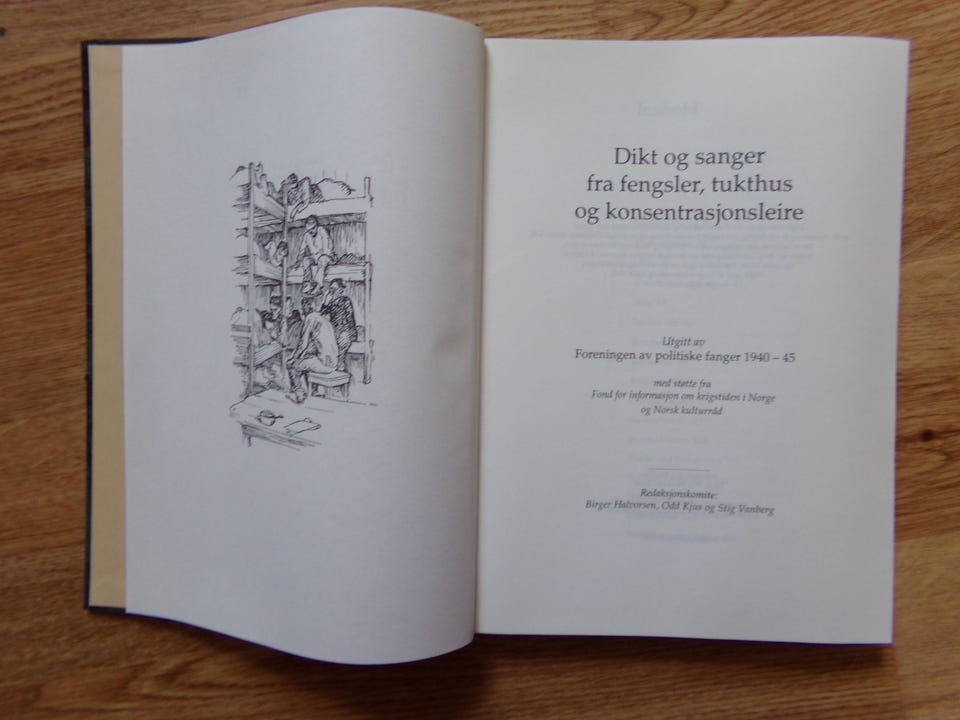 Dikt og sanger
fra fengsler, tukthus
og konsentrasjonsleire
Utgitt av
Foreningen av politiske fanger 1940 – 45
med støtte fra
Fond for informasjon om krigstiden i Norge
og Norsk kulturråd
Redaksjonskomite:
Birger Halvorsen, Odd Kjus og Stig Vanberg